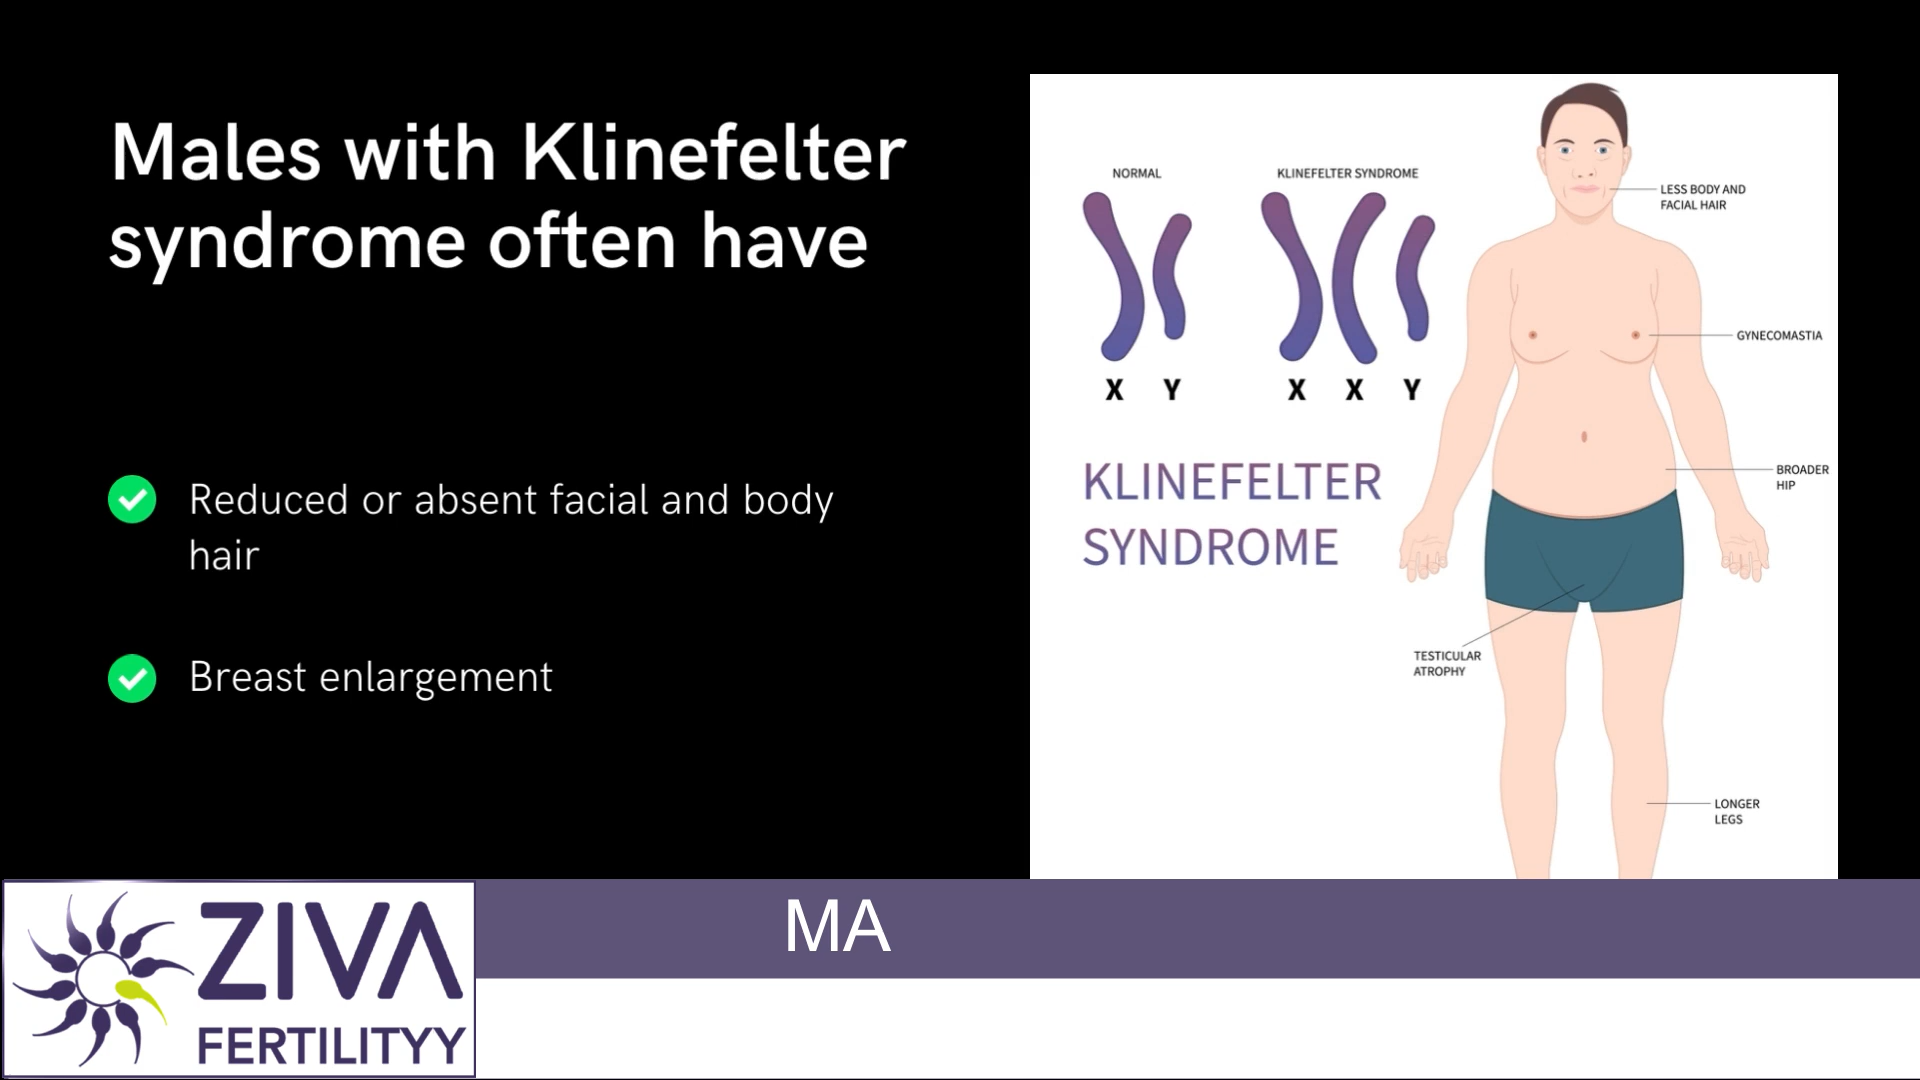 Males with Klinefelter
syndrome often have
Reduced or absent facial and body
hair
Breast enlargement
NORMAL
KLINEFELTER SYNDROME
X Y
X X Y
KLINEFELTER
SYNDROME
LESS BODY AND
FACIAL HAIR
GYNECOMASTIA
BROADER
HIP
TESTICULAR
ATROPHY
LONGER
LEGS
MA
ZIVA
FERTILITYY